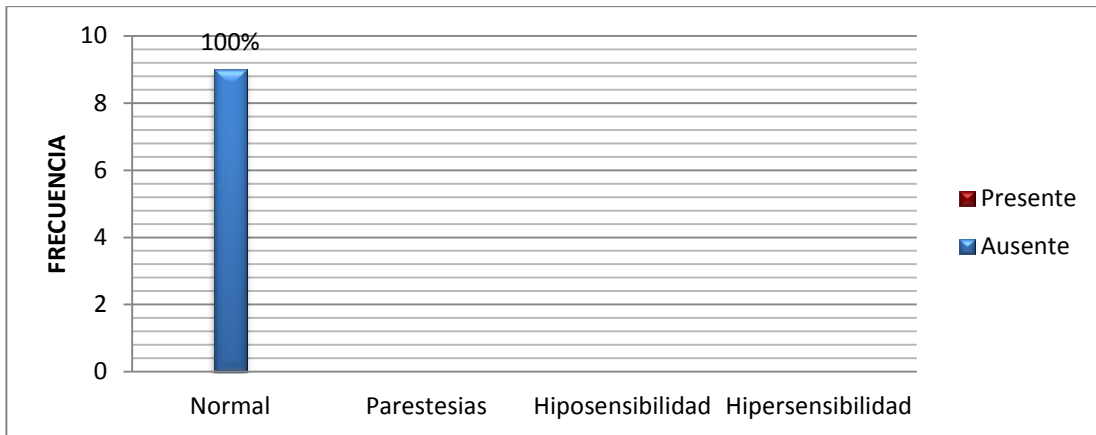 FRECUENCIA
10
8
6
4
2
0
100%
Normal
Parestesias
Hiposensibilidad
Hipersensibilidad
Presente
Ausente